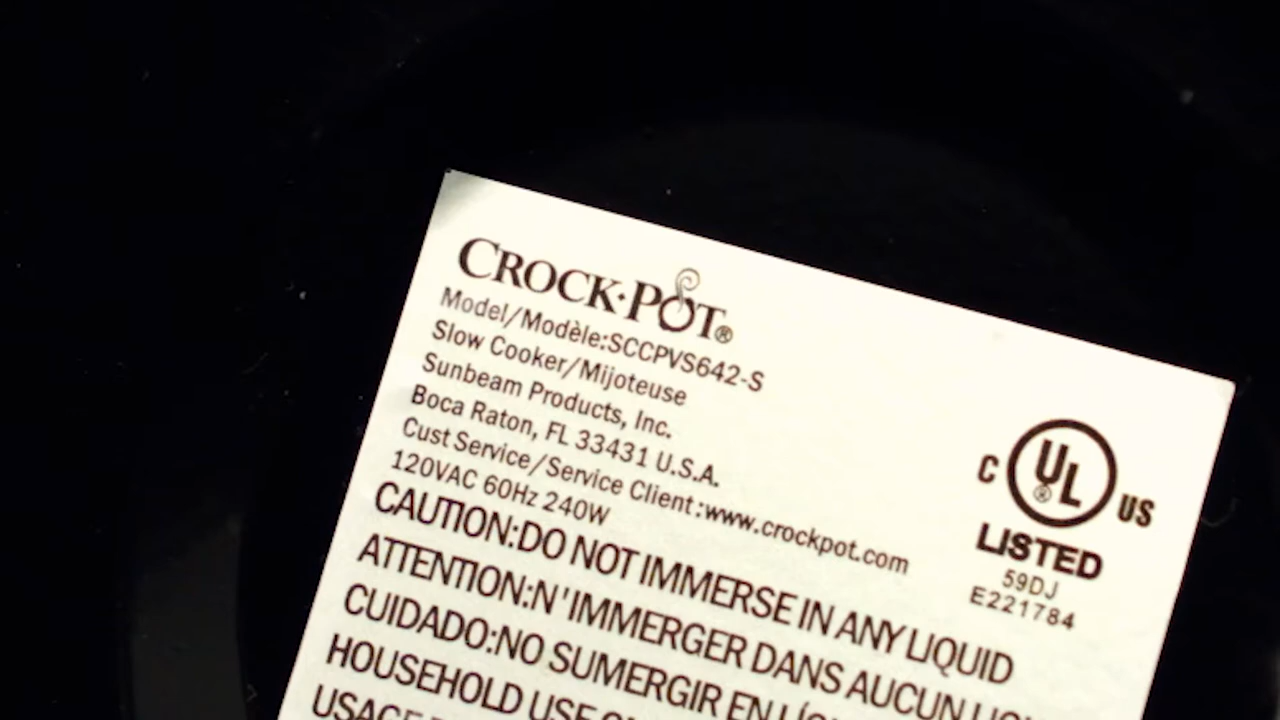 CROCK·POT®
Model/Modèle:SCCPVS642-S
Slow Cooker/Mijoteuse
Sunbeam Products, Inc.
Boca Raton, FL 33431 U.S.A.
Cust Service/Service Client:www.crockpot.com
120VAC 60Hz 240W
C UL® US
LISTED
59DJ
E221784
CAUTION:DO NOT IMMERSE IN ANY LIQUID
ATTENTION:N'IMMERGER DANS AUCUN
CUIDADO:NO SUMERGIR EN
HOUSEHOLD USE
USAGE